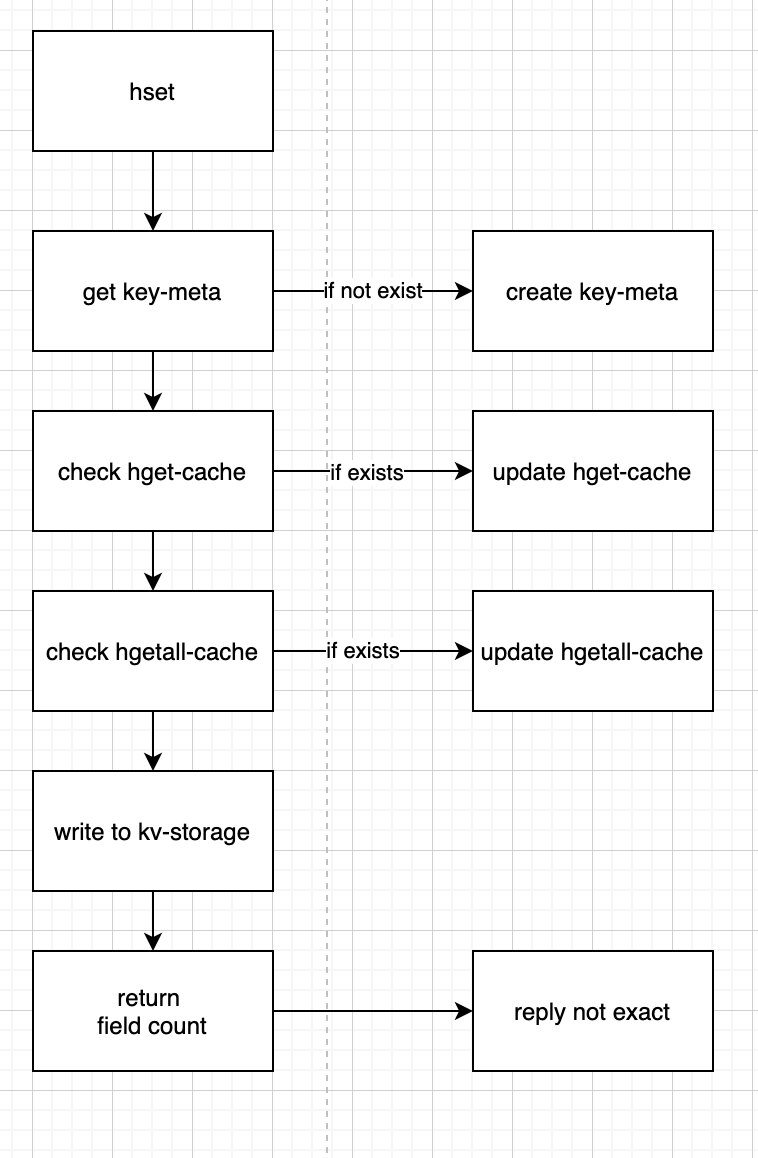 hset
get key-meta
if not exist
create key-meta
check hget-cache
if exists
update hget-cache
check hgetall-cache
if exists
update hgetall-cache
write to kv-storage
return
field count
reply not exact